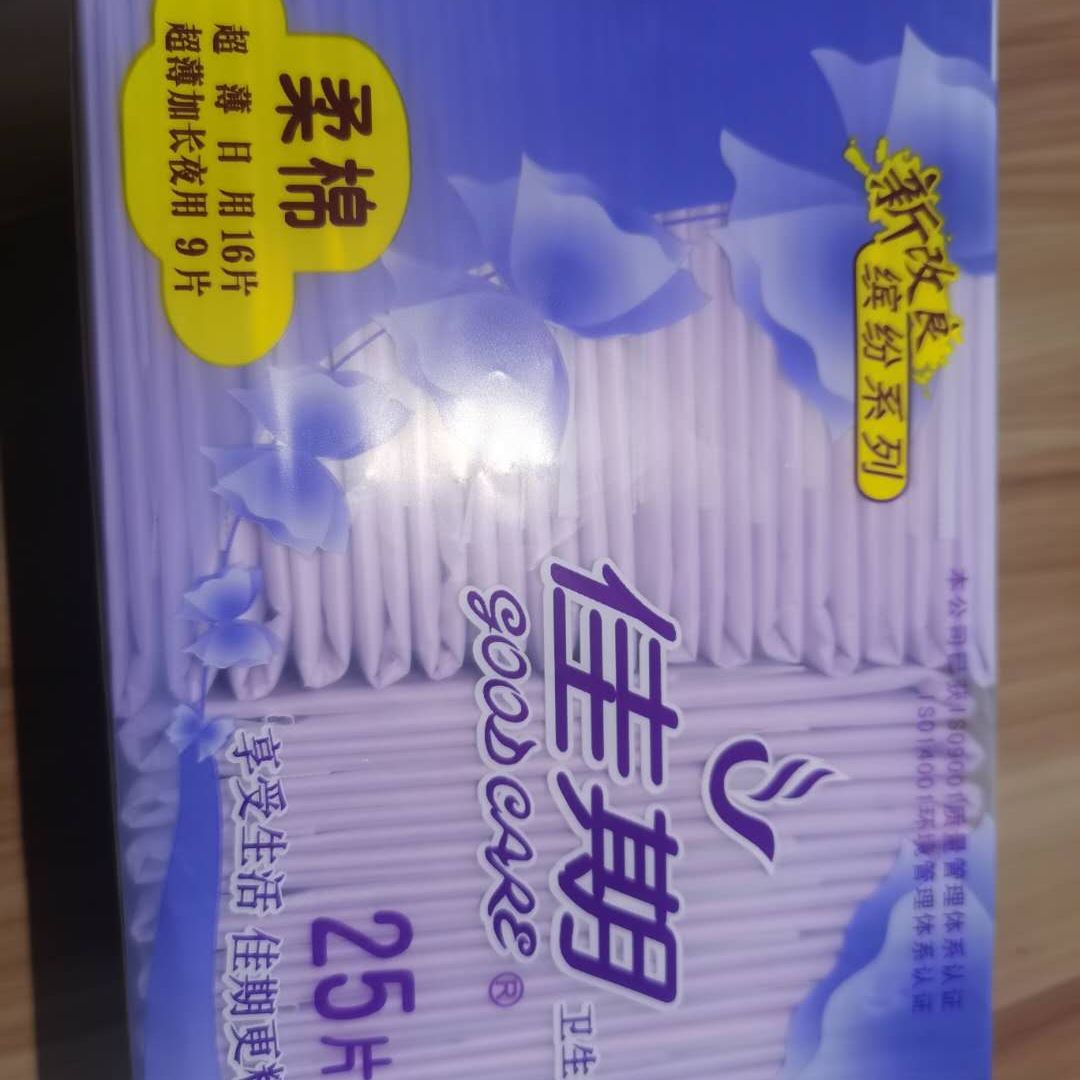 新改良
缤纷系列
本公司已获ISO9001质量管理体系认证
ISO14001环境管理体系认证
佳期
good CARE®
卫生
柔棉
超薄日用16片
超薄加长夜用 9片
25片
享受生活 佳期更